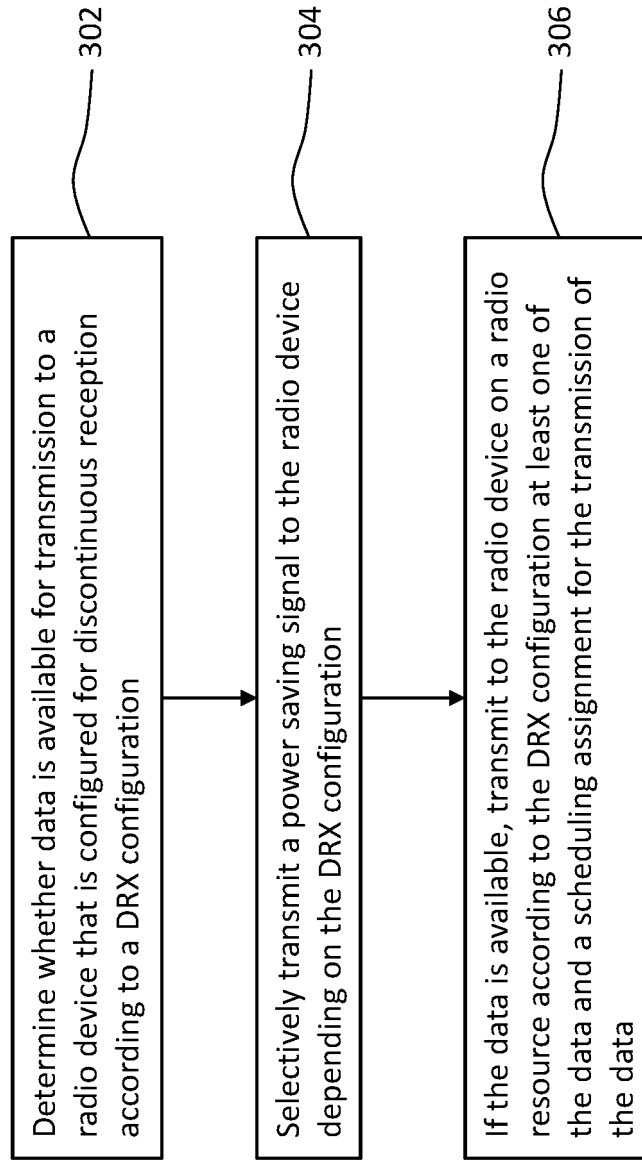 Determine whether data is available for transmission to a
radio device that is configured for discontinuous reception
according to a DRX configuration
302
Selectively transmit a power saving signal to the radio device
depending on the DRX configuration
304
If the data is available, transmit to the radio device on a radio
resource according to the DRX configuration at least one of
the data and a scheduling assignment for the transmission of
the data
306